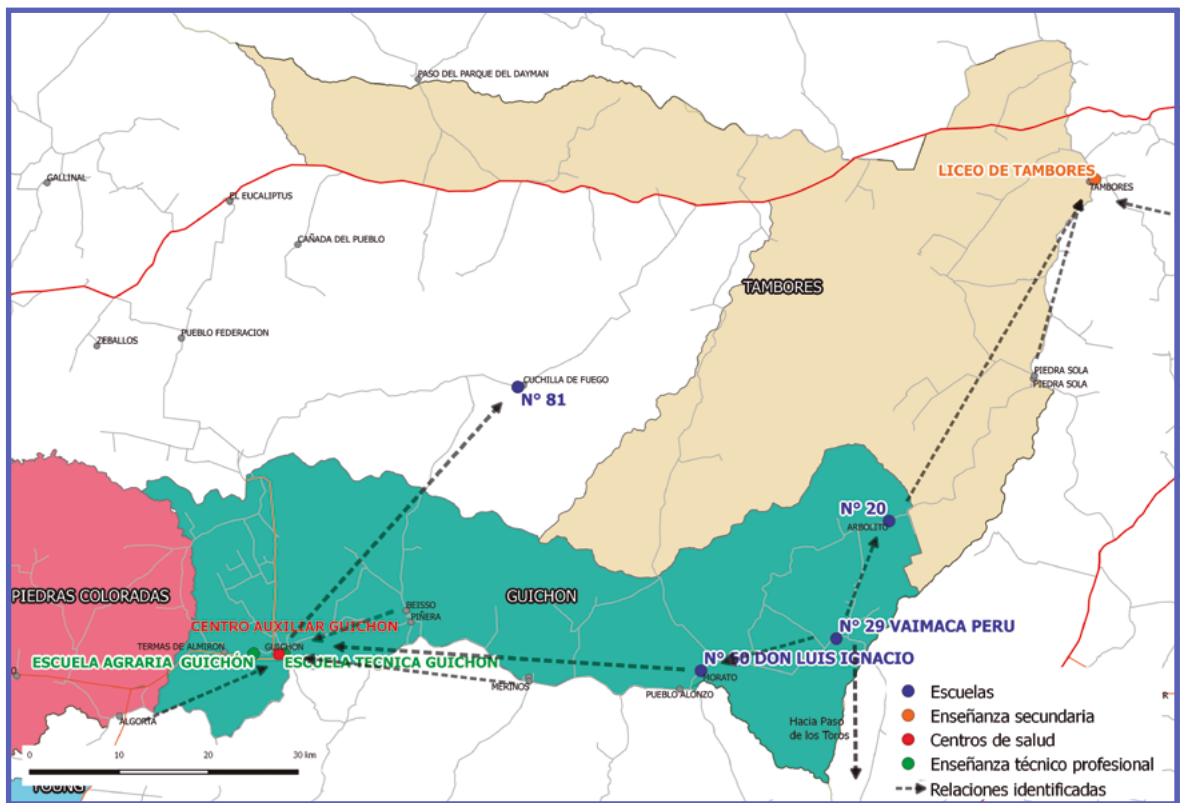 PASO DEL PARQUE DEL DAYMAN
GALLINAL
LICEO DE TAMBORES
TAMBORES
EL EUCALIPTUS
CAÑADA DEL PUEBLO
TAMBORES
ZEBALLOS
PUEBLO FEDERACION
PIEDRA SOLA
PIEDRA SOLA
CUCHILLA DE FUEGO
N° 81
N° 20
ARBOLITO
PIEDRAS COLORADAS
GUICHON
BEISSO
PIÑERA
CENTRO AUXILIAR GUICHON
N° 29 VAIMACA PERU
TERMAS DE ALMIRON
GUICHON
ESCUELA AGRARIA GUICHÓN
ESCUELA TECNICA GUICHON
N° 60 DON LUIS IGNACIO
MORATO
MERINOS
PUEBLO ALONZO
ALGORTA
Hacia Paso
de los Toros
Escuelas
Enseñanza secundaria
Centros de salud
Enseñanza técnico profesional
Relaciones identificadas
0 10 20 30 km
YOUNG